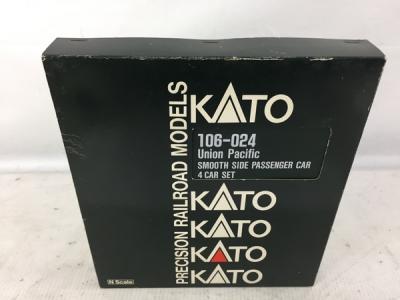 PRECISION RAILROAD MODELS
KATO
106-024
Union Pacific
SMOOTH SIDE PASSENGER CAR
4 CAR SET
KATO
KATO
KATO
KATO
N Scale